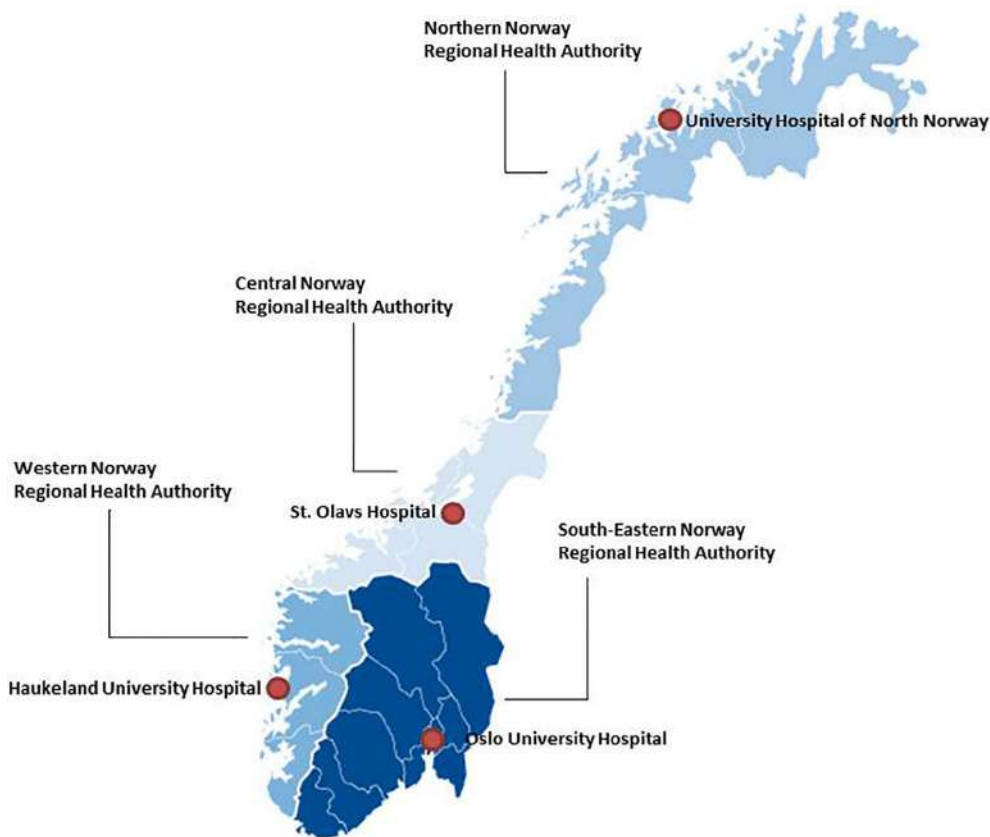 Northern Norway
Regional Health Authority
University Hospital of North Norway
Central Norway
Regional Health Authority
Western Norway
Regional Health Authority
St. Olavs Hospital
South-Eastern Norway
Regional Health Authority
Haukeland University Hospital
Oslo University Hospital